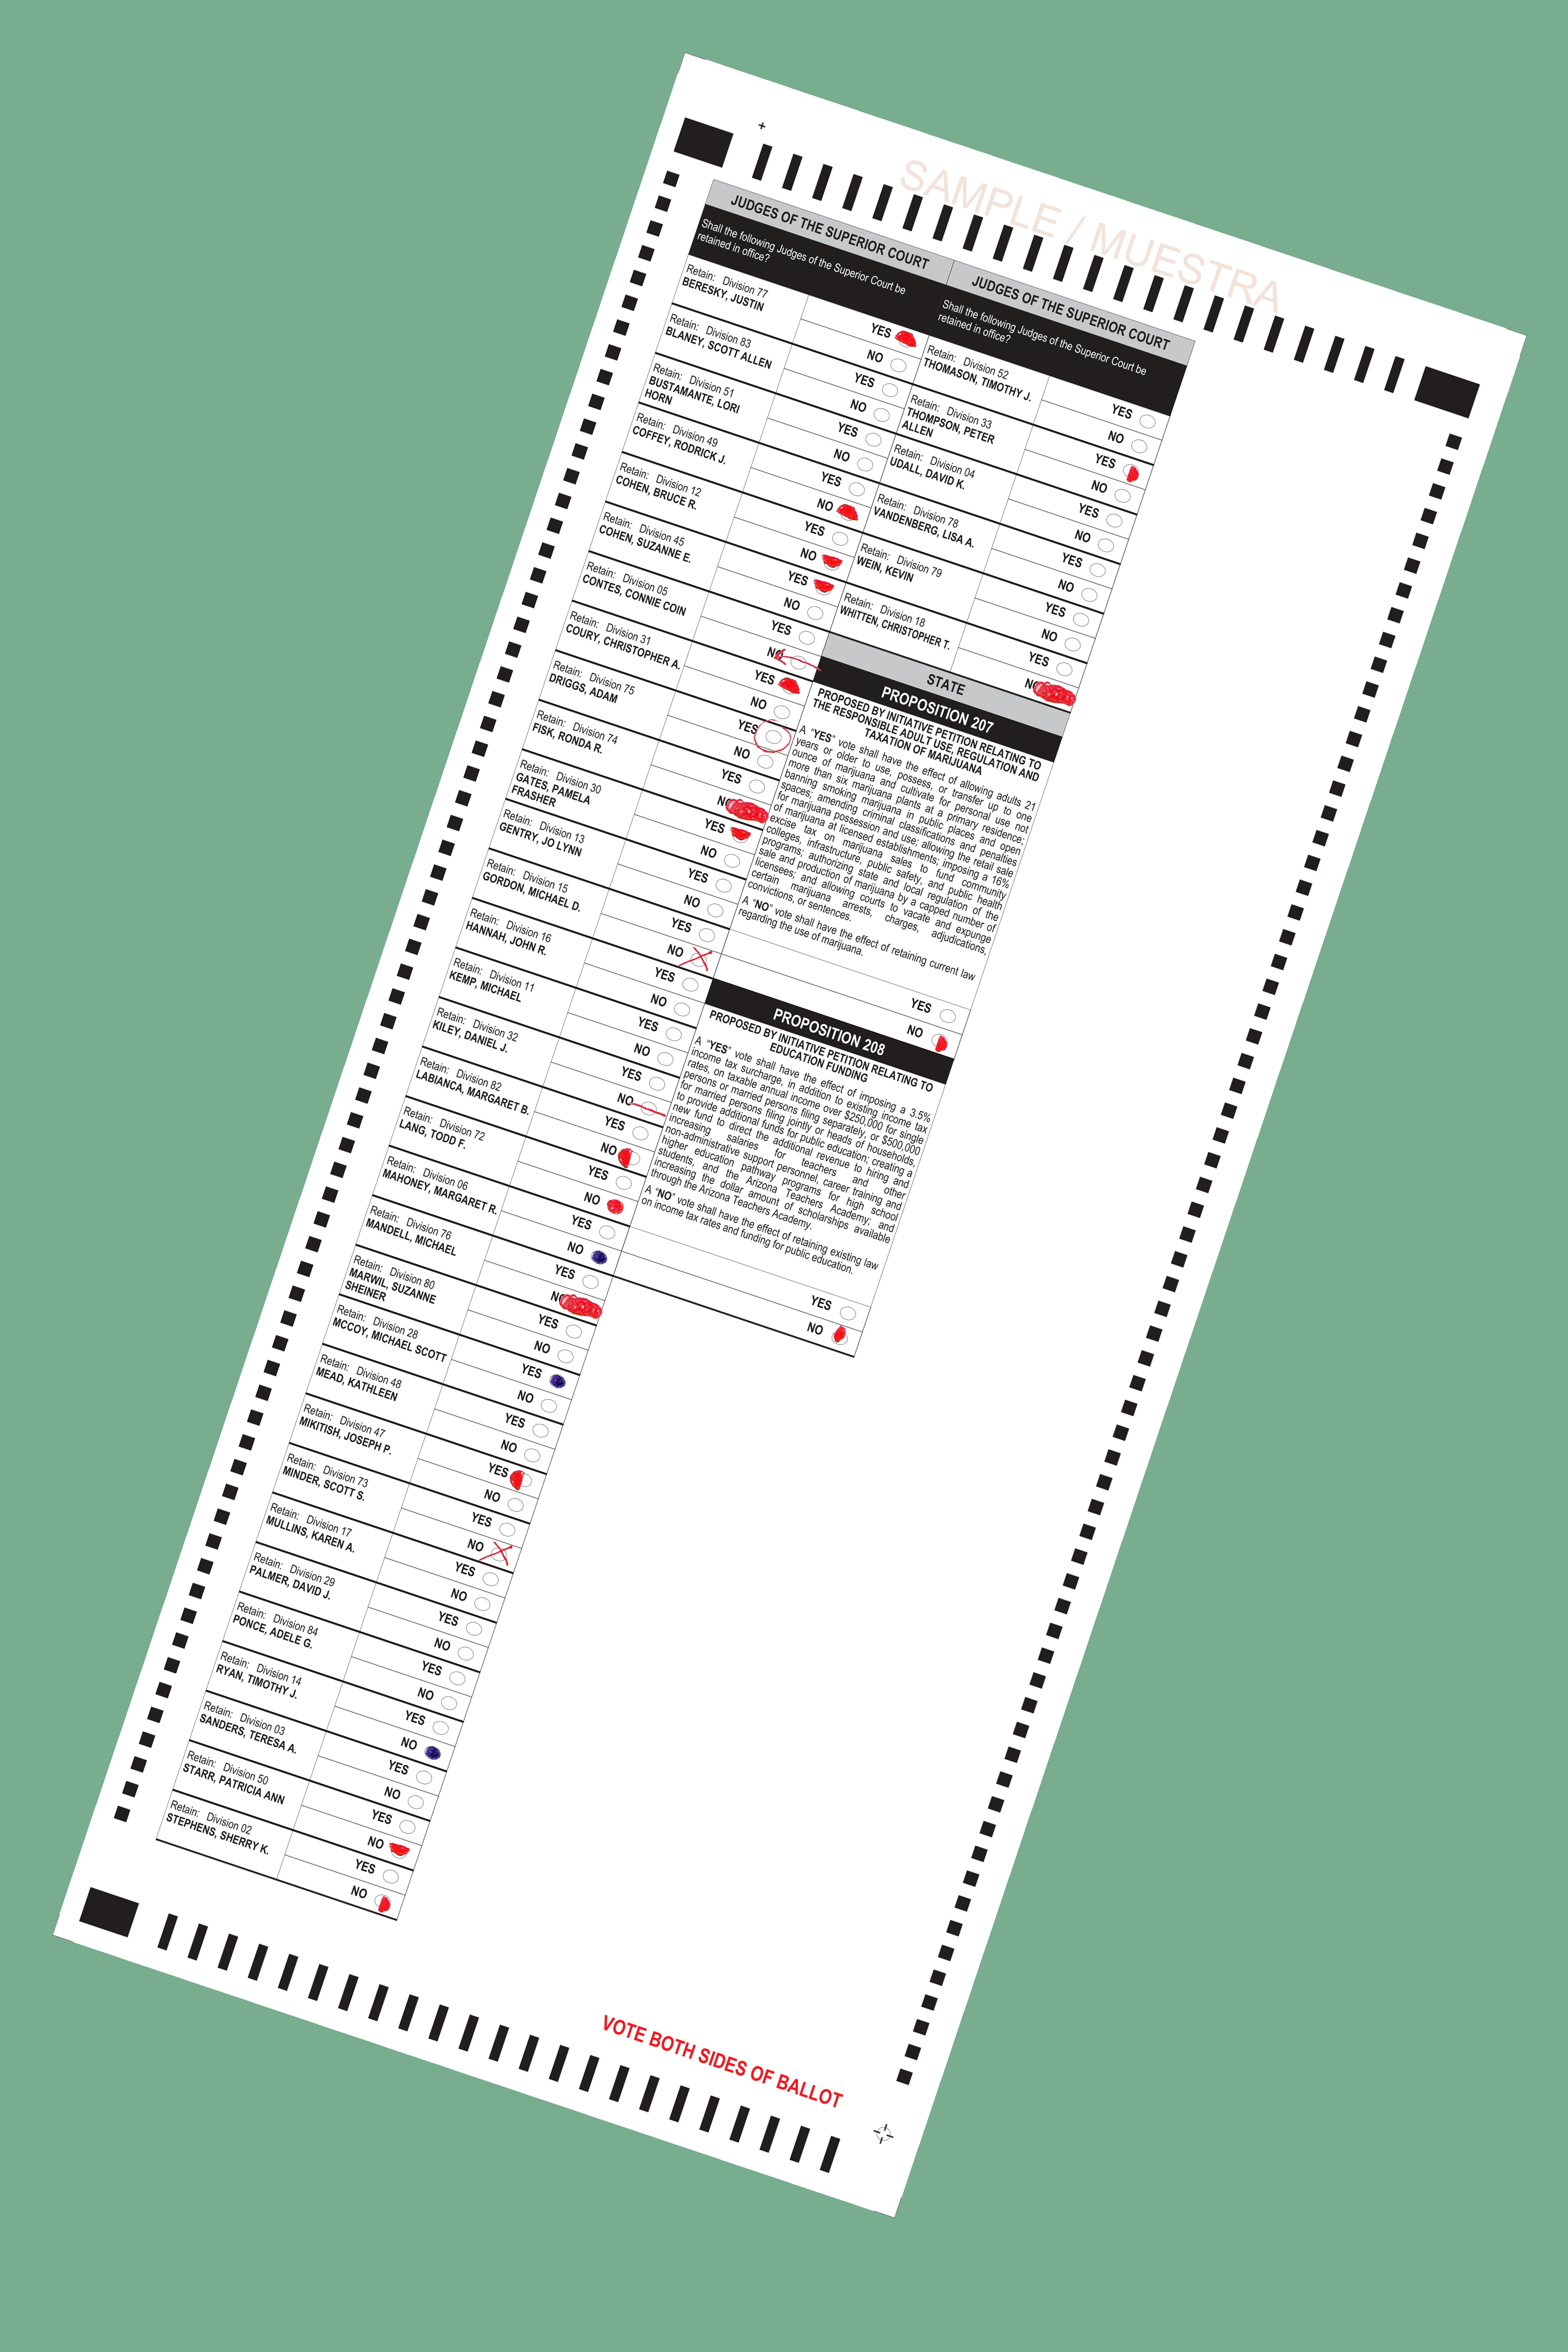 SAMPLE / MUESTRA
JUDGES OF THE SUPERIOR COURT
Shall the following Judges of the Superior Court be
retained in office?
Retain: Division 77
BERESKY, JUSTIN
YES
NO
Retain: Division 83
BLANEY, SCOTT ALLEN
YES
NO
Retain: Division 51
BUSTAMANTE, LORI
HORN
YES
NO
Retain: Division 49
COFFEY, RODRICK J.
YES
NO
Retain: Division 12
COHEN, BRUCE R.
YES
NO
Retain: Division 45
COHEN, SUZANNE E.
YES
NO
Retain: Division 05
CONTES, CONNIE COIN
YES
NO
Retain: Division 31
COURY, CHRISTOPHER A.
YES
NO
Retain: Division 75
DRIGGS, ADAM
YES
NO
Retain: Division 74
FISK, RONDA R.
YES
NO
Retain: Division 30
GATES, PAMELA
FRASHER
YES
NO
Retain: Division 13
GENTRY, JO LYNN
YES
NO
Retain: Division 15
GORDON, MICHAEL D.
YES
NO
Retain: Division 16
HANNAH, JOHN R.
YES
NO
Retain: Division 11
KEMP, MICHAEL
YES
NO
Retain: Division 32
KILEY, DANIEL J.
YES
NO
Retain: Division 82
LABIANCA, MARGARET B.
YES
NO
Retain: Division 72
LANG, TODD F.
YES
NO
Retain: Division 06
MAHONEY, MARGARET R.
YES
NO
Retain: Division 76
MANDELL, MICHAEL
YES
NO
Retain: Division 80
MARWIL, SUZANNE
SHEINER
YES
NO
Retain: Division 28
MCCOY, MICHAEL SCOTT
YES
NO
Retain: Division 48
MEAD, KATHLEEN
YES
NO
Retain: Division 47
MIKITISH, JOSEPH P.
YES
NO
Retain: Division 73
MINDER, SCOTT S.
YES
NO
Retain: Division 17
MULLINS, KAREN A.
YES
NO
Retain: Division 29
PALMER, DAVID J.
YES
NO
Retain: Division 84
PONCE, ADELE G.
YES
NO
Retain: Division 14
RYAN, TIMOTHY J.
YES
NO
Retain: Division 03
SANDERS, TERESA A.
YES
NO
Retain: Division 50
STARR, PATRICIA ANN
YES
NO
Retain: Division 02
STEPHENS, SHERRY K.
YES
NO
JUDGES OF THE SUPERIOR COURT
Shall the following Judges of the Superior Court be
retained in office?
Retain: Division 52
THOMASON, TIMOTHY J.
YES
NO
Retain: Division 33
THOMPSON, PETER
ALLEN
YES
NO
Retain: Division 04
UDALL, DAVID K.
YES
NO
Retain: Division 78
VANDENBERG, LISA A.
YES
NO
Retain: Division 79
WEIN, KEVIN
YES
NO
Retain: Division 18
WHITTEN, CHRISTOPHER T.
YES
NO
STATE
PROPOSITION 207
PROPOSED BY INITIATIVE PETITION RELATING TO
THE RESPONSIBLE ADULT USE, REGULATION AND
TAXATION OF MARIJUANA
A “YES” vote shall have the effect of allowing adults 21
years or older to use, possess, or transfer up to one
ounce of marijuana and cultivate for personal use not
more than six marijuana plants at a primary residence;
banning smoking marijuana in public places and open
spaces; amending criminal classifications and penalties
for marijuana possession and use; allowing the retail sale
of marijuana at licensed establishments; imposing a 16%
excise tax on marijuana sales to fund community
colleges, infrastructure, public safety, and public health
programs; authorizing state and local regulation of the
sale and production of marijuana by a capped number of
licensees; and allowing courts to vacate and expunge
certain marijuana arrests, charges, adjudications,
convictions, or sentences.
A “NO” vote shall have the effect of retaining current law
regarding the use of marijuana.
YES
NO
PROPOSITION 208
PROPOSED BY INITIATIVE PETITION RELATING TO
EDUCATION FUNDING
A “YES” vote shall have the effect of imposing a 3.5%
income tax surcharge, in addition to existing income tax
rates, on taxable annual income over $250,000 for single
persons or married persons filing separately, or $500,000
for married persons filing jointly or heads of households,
to provide additional funds for public education; creating a
new fund to direct the additional revenue to hiring and
increasing salaries for teachers and other
non-administrative support personnel, career training and
higher education pathway programs for high school
students, and the Arizona Teachers Academy; and
increasing the dollar amount of scholarships available
through the Arizona Teachers Academy.
A “NO” vote shall have the effect of retaining existing law
on income tax rates and funding for public education.
YES
NO
VOTE BOTH SIDES OF BALLOT